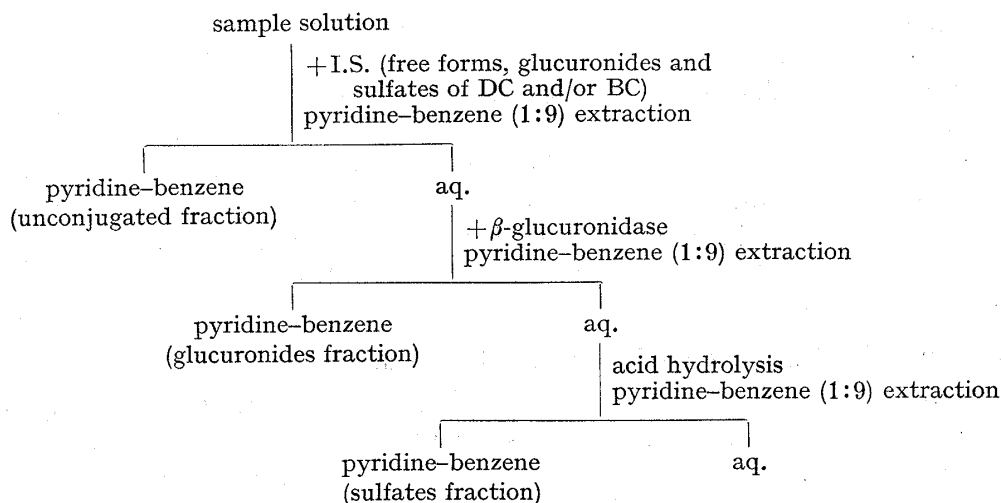 sample solution
+I.S. (free forms, glucuronides and
sulfates of DC and/or BC)
pyridine–benzene (1:9) extraction
pyridine–benzene
(unconjugated fraction)
aq.
+β-glucuronidase
pyridine–benzene (1:9) extraction
pyridine–benzene
(glucuronides fraction)
aq.
acid hydrolysis
pyridine–benzene (1:9) extraction
pyridine–benzene
(sulfates fraction)
aq.